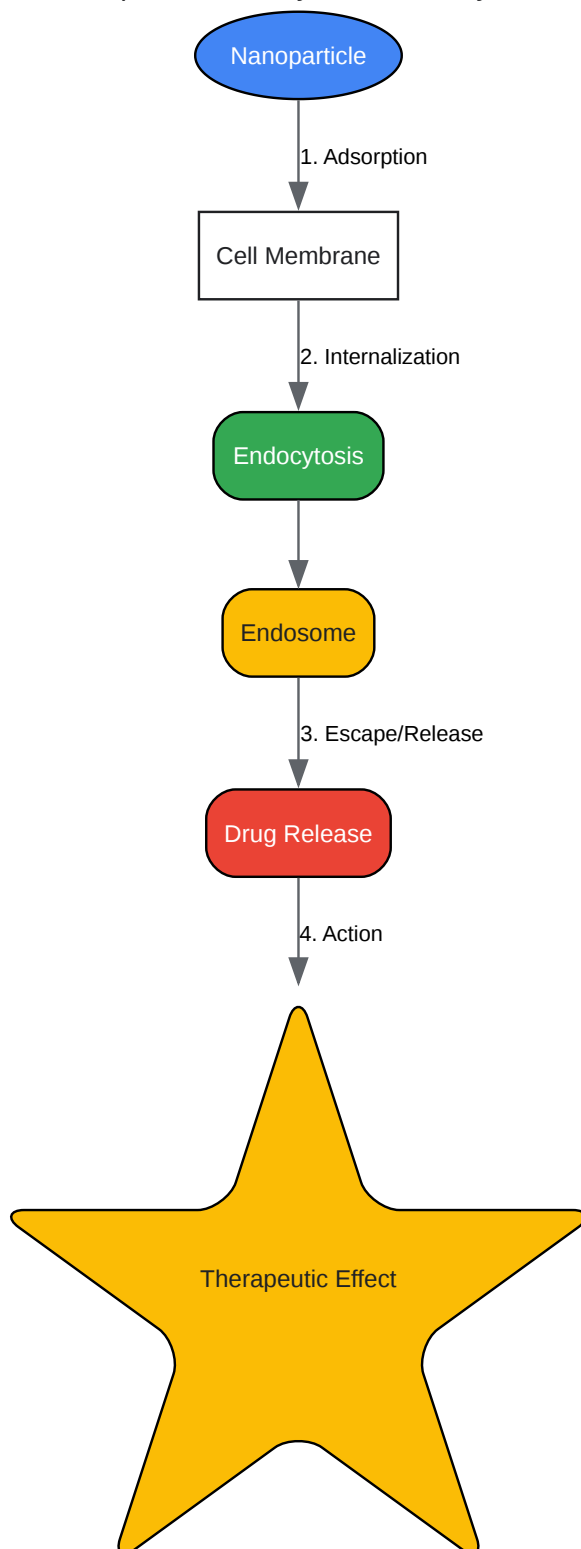 Nanoparticle
1. Adsorption
Cell Membrane
2. Internalization
Endocytosis
Endosome
3. Escape/Release
Drug Release
4. Action
Therapeutic Effect